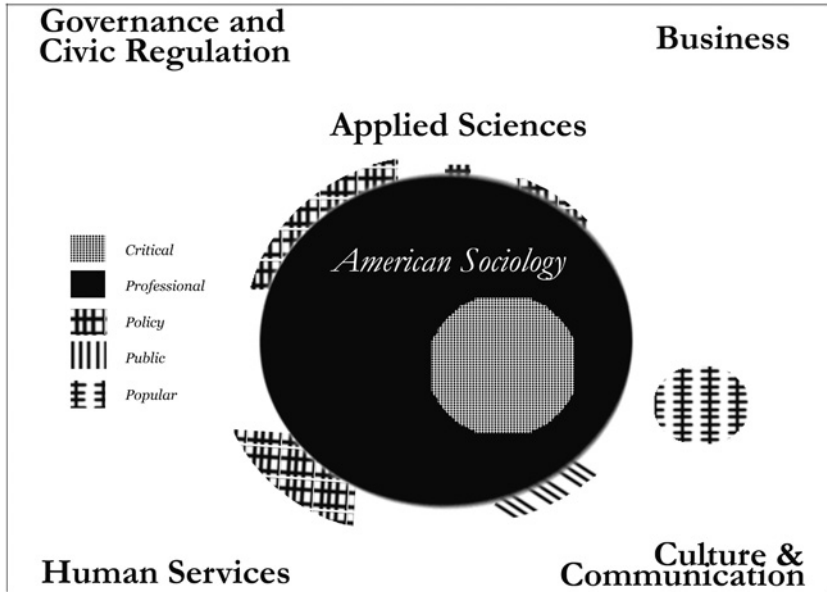 Governance and
Civic Regulation
Business
Applied Sciences
American Sociology
Critical
Professional
Policy
Public
Popular
Human Services
Culture &
Communication